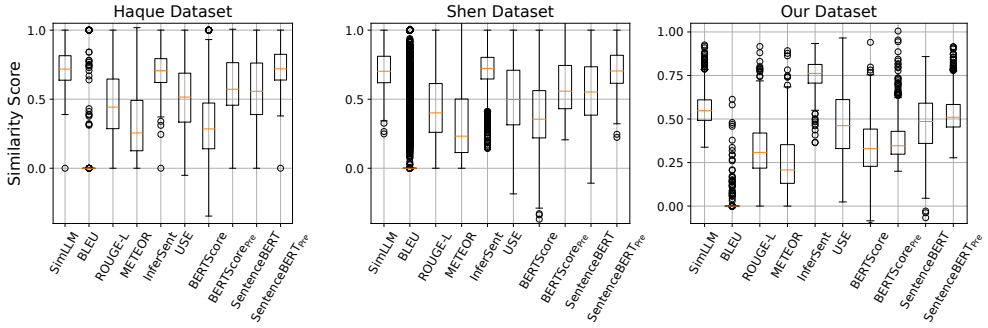 Haque Dataset
Shen Dataset
Our Dataset
Similarity Score
1.0
0.5
0.0
1.0
0.5
0.0
1.00
0.75
0.50
0.25
0.00
SimLLM
BLEU
ROUGE-L
METEOR
InferSent
USE
BERTScore
BERTScorePre
SentenceBERT
SentenceBERTPre
SimLLM
BLEU
ROUGE-L
METEOR
InferSent
USE
BERTScore
BERTScorePre
SentenceBERT
SentenceBERTPre
SimLLM
BLEU
ROUGE-L
METEOR
InferSent
USE
BERTScore
BERTScorePre
SentenceBERT
SentenceBERTPre